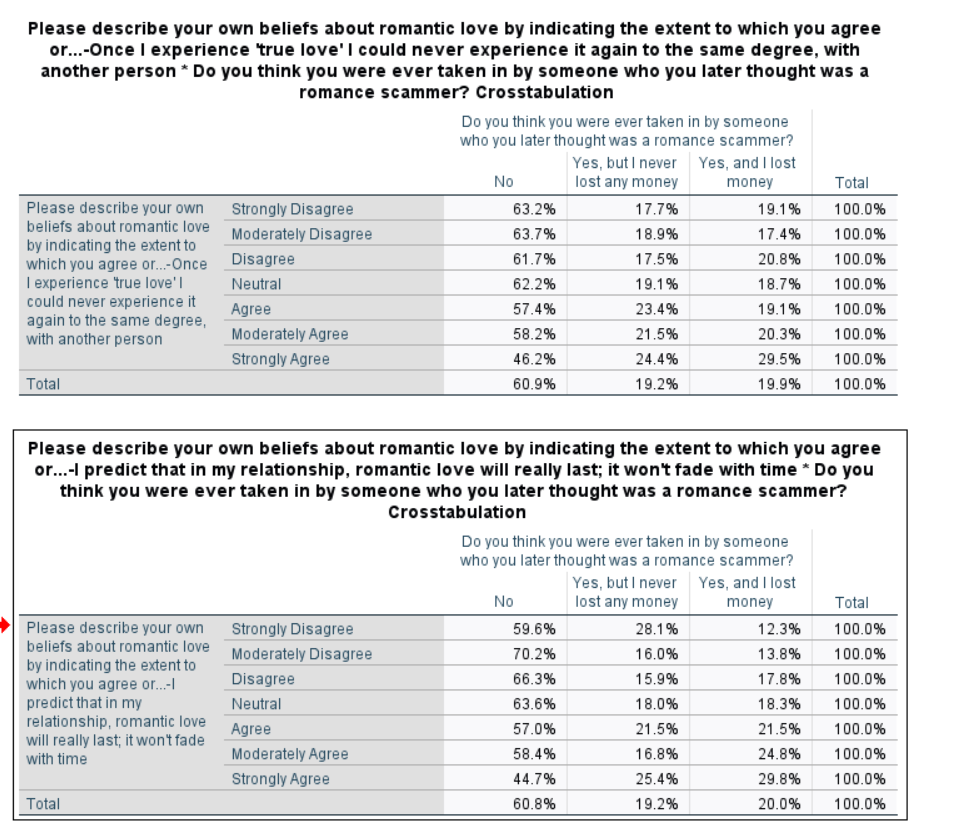 Please describe your own beliefs about romantic love by indicating the extent to which you agree
or...-Once I experience 'true love' I could never experience it again to the same degree, with
another person * Do you think you were ever taken in by someone who you later thought was a
romance scammer? Crosstabulation
Do you think you were ever taken in by someone
who you later thought was a romance scammer?
No
Yes, but I never
lost any money
Yes, and I lost
money
Total
Please describe your own
beliefs about romantic love
by indicating the extent to
which you agree or...-Once
I experience 'true love' I
could never experience it
again to the same degree,
with another person
Strongly Disagree 63.2% 17.7% 19.1% 100.0%
Moderately Disagree 63.7% 18.9% 17.4% 100.0%
Disagree 61.7% 17.5% 20.8% 100.0%
Neutral 62.2% 19.1% 18.7% 100.0%
Agree 57.4% 23.4% 19.1% 100.0%
Moderately Agree 58.2% 21.5% 20.3% 100.0%
Strongly Agree 46.2% 24.4% 29.5% 100.0%
Total 60.9% 19.2% 19.9% 100.0%
Please describe your own beliefs about romantic love by indicating the extent to which you agree
or...-I predict that in my relationship, romantic love will really last; it won't fade with time * Do you
think you were ever taken in by someone who you later thought was a romance scammer?
Crosstabulation
Do you think you were ever taken in by someone
who you later thought was a romance scammer?
No
Yes, but I never
lost any money
Yes, and I lost
money
Total
Please describe your own
beliefs about romantic love
by indicating the extent to
which you agree or...-I
predict that in my
relationship, romantic love
will really last; it won't fade
with time
Strongly Disagree 59.6% 28.1% 12.3% 100.0%
Moderately Disagree 70.2% 16.0% 13.8% 100.0%
Disagree 66.3% 15.9% 17.8% 100.0%
Neutral 63.6% 18.0% 18.3% 100.0%
Agree 57.0% 21.5% 21.5% 100.0%
Moderately Agree 58.4% 16.8% 24.8% 100.0%
Strongly Agree 44.7% 25.4% 29.8% 100.0%
Total 60.8% 19.2% 20.0% 100.0%